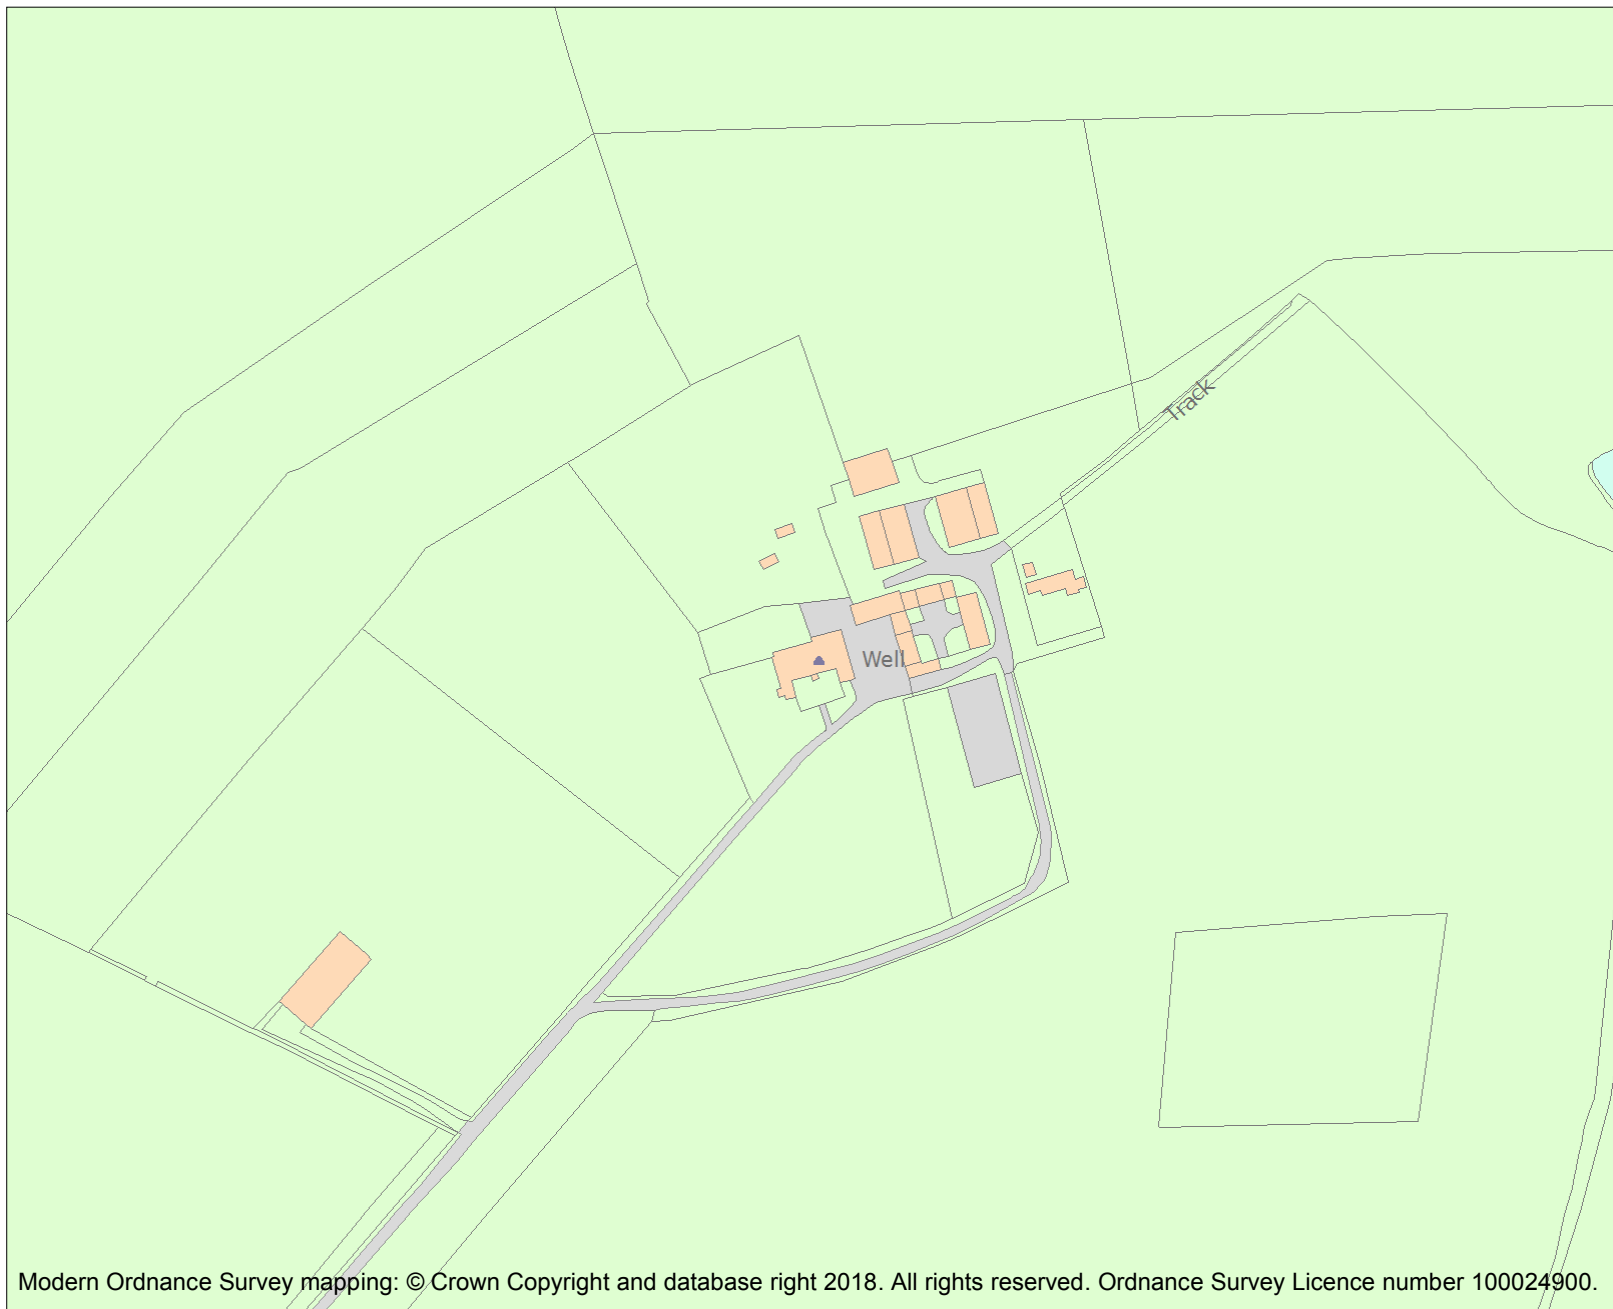 Track
Well
Modern Ordnance Survey mapping: © Crown Copyright and database right 2018. All rights reserved. Ordnance Survey Licence number 100024900.